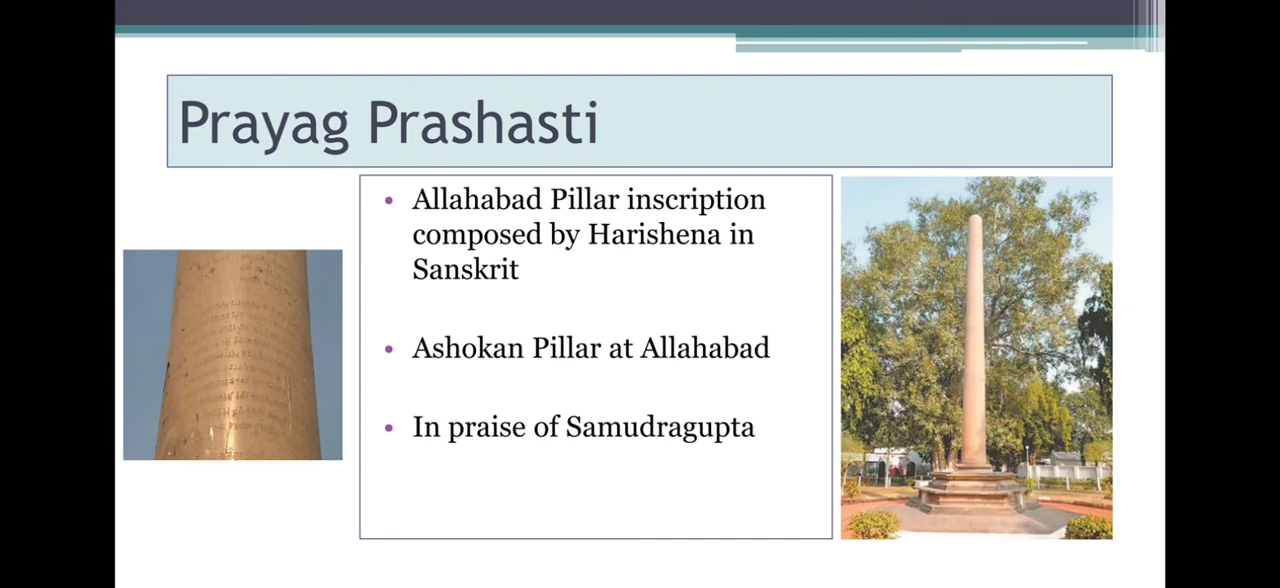 Prayag Prashasti
• Allahabad Pillar inscription
composed by Harishena in
Sanskrit
• Ashokan Pillar at Allahabad
• In praise of Samudragupta